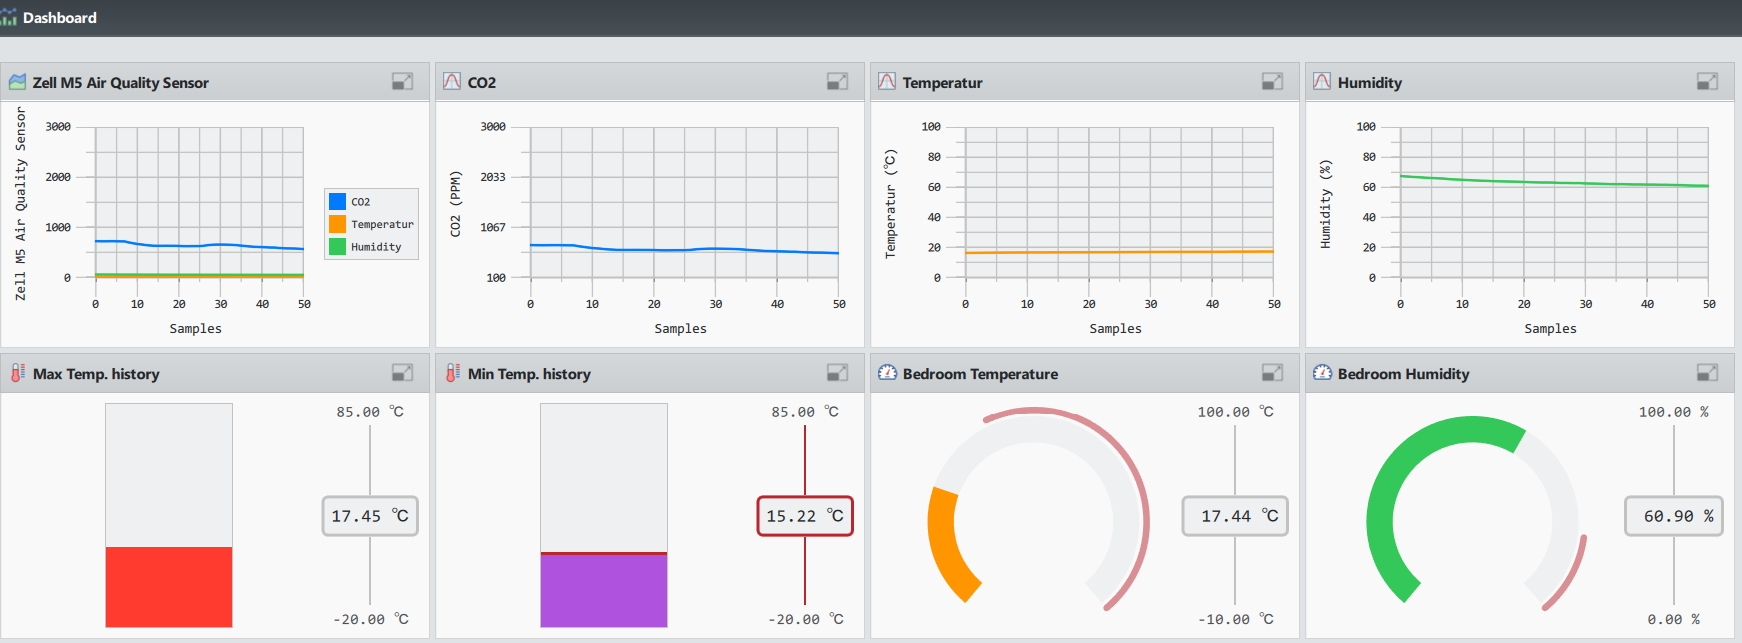 Dashboard
Zell M5 Air Quality Sensor
Zell M5 Air Quality Sensor
3000
2000
1000
0
0 10 20 30 40 50
Samples
CO2
Temperatur
Humidity
CO2
CO2 (PPM)
3000
2033
1067
100
0 10 20 30 40 50
Samples
Temperatur
Temperatur (℃)
100
80
60
40
20
0
0 10 20 30 40 50
Samples
Humidity
Humidity (%)
100
80
60
40
20
0
0 10 20 30 40 50
Samples
Max Temp. history
85.00 ℃
17.45 ℃
-20.00 ℃
Min Temp. history
85.00 ℃
15.22 ℃
-20.00 ℃
Bedroom Temperature
100.00 ℃
17.44 ℃
-10.00 ℃
Bedroom Humidity
100.00 %
60.90 %
0.00 %